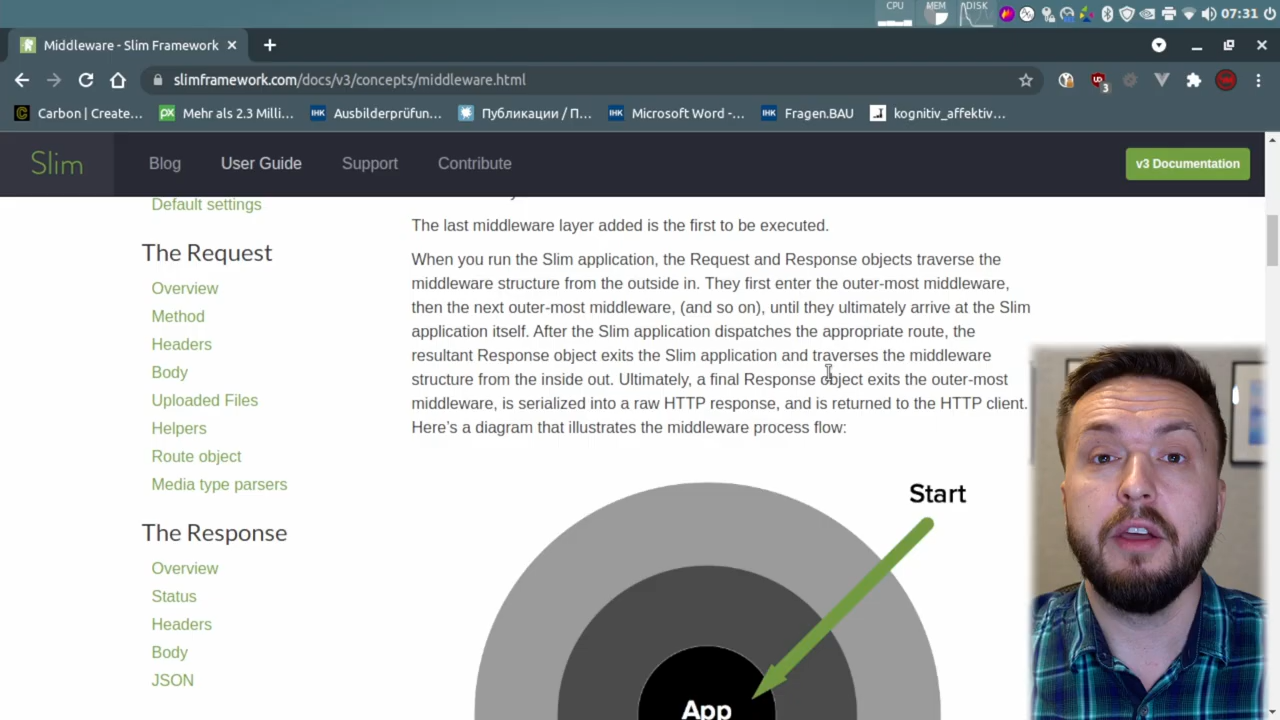 CPU MEM DISK 07:31
Middleware - Slim Framework
slimframework.com/docs/v3/concepts/middleware.html
3
Carbon | Create… Mehr als 2.3 Milli… IHK Ausbilderprüfun… Публикации / П… IHK Microsoft Word -… IHK Fragen.BAU kognitiv_affektiv…
Slim Blog User Guide Support Contribute v3 Documentation
Default settings
The Request
Overview
Method
Headers
Body
Uploaded Files
Helpers
Route object
Media type parsers
The Response
Overview
Status
Headers
Body
JSON
The last middleware layer added is the first to be executed.
When you run the Slim application, the Request and Response objects traverse the
middleware structure from the outside in. They first enter the outer-most middleware,
then the next outer-most middleware, (and so on), until they ultimately arrive at the Slim
application itself. After the Slim application dispatches the appropriate route, the
resultant Response object exits the Slim application and traverses the middleware
structure from the inside out. Ultimately, a final Response object exits the outer-most
middleware, is serialized into a raw HTTP response, and is returned to the HTTP client.
Here’s a diagram that illustrates the middleware process flow:
Start
App